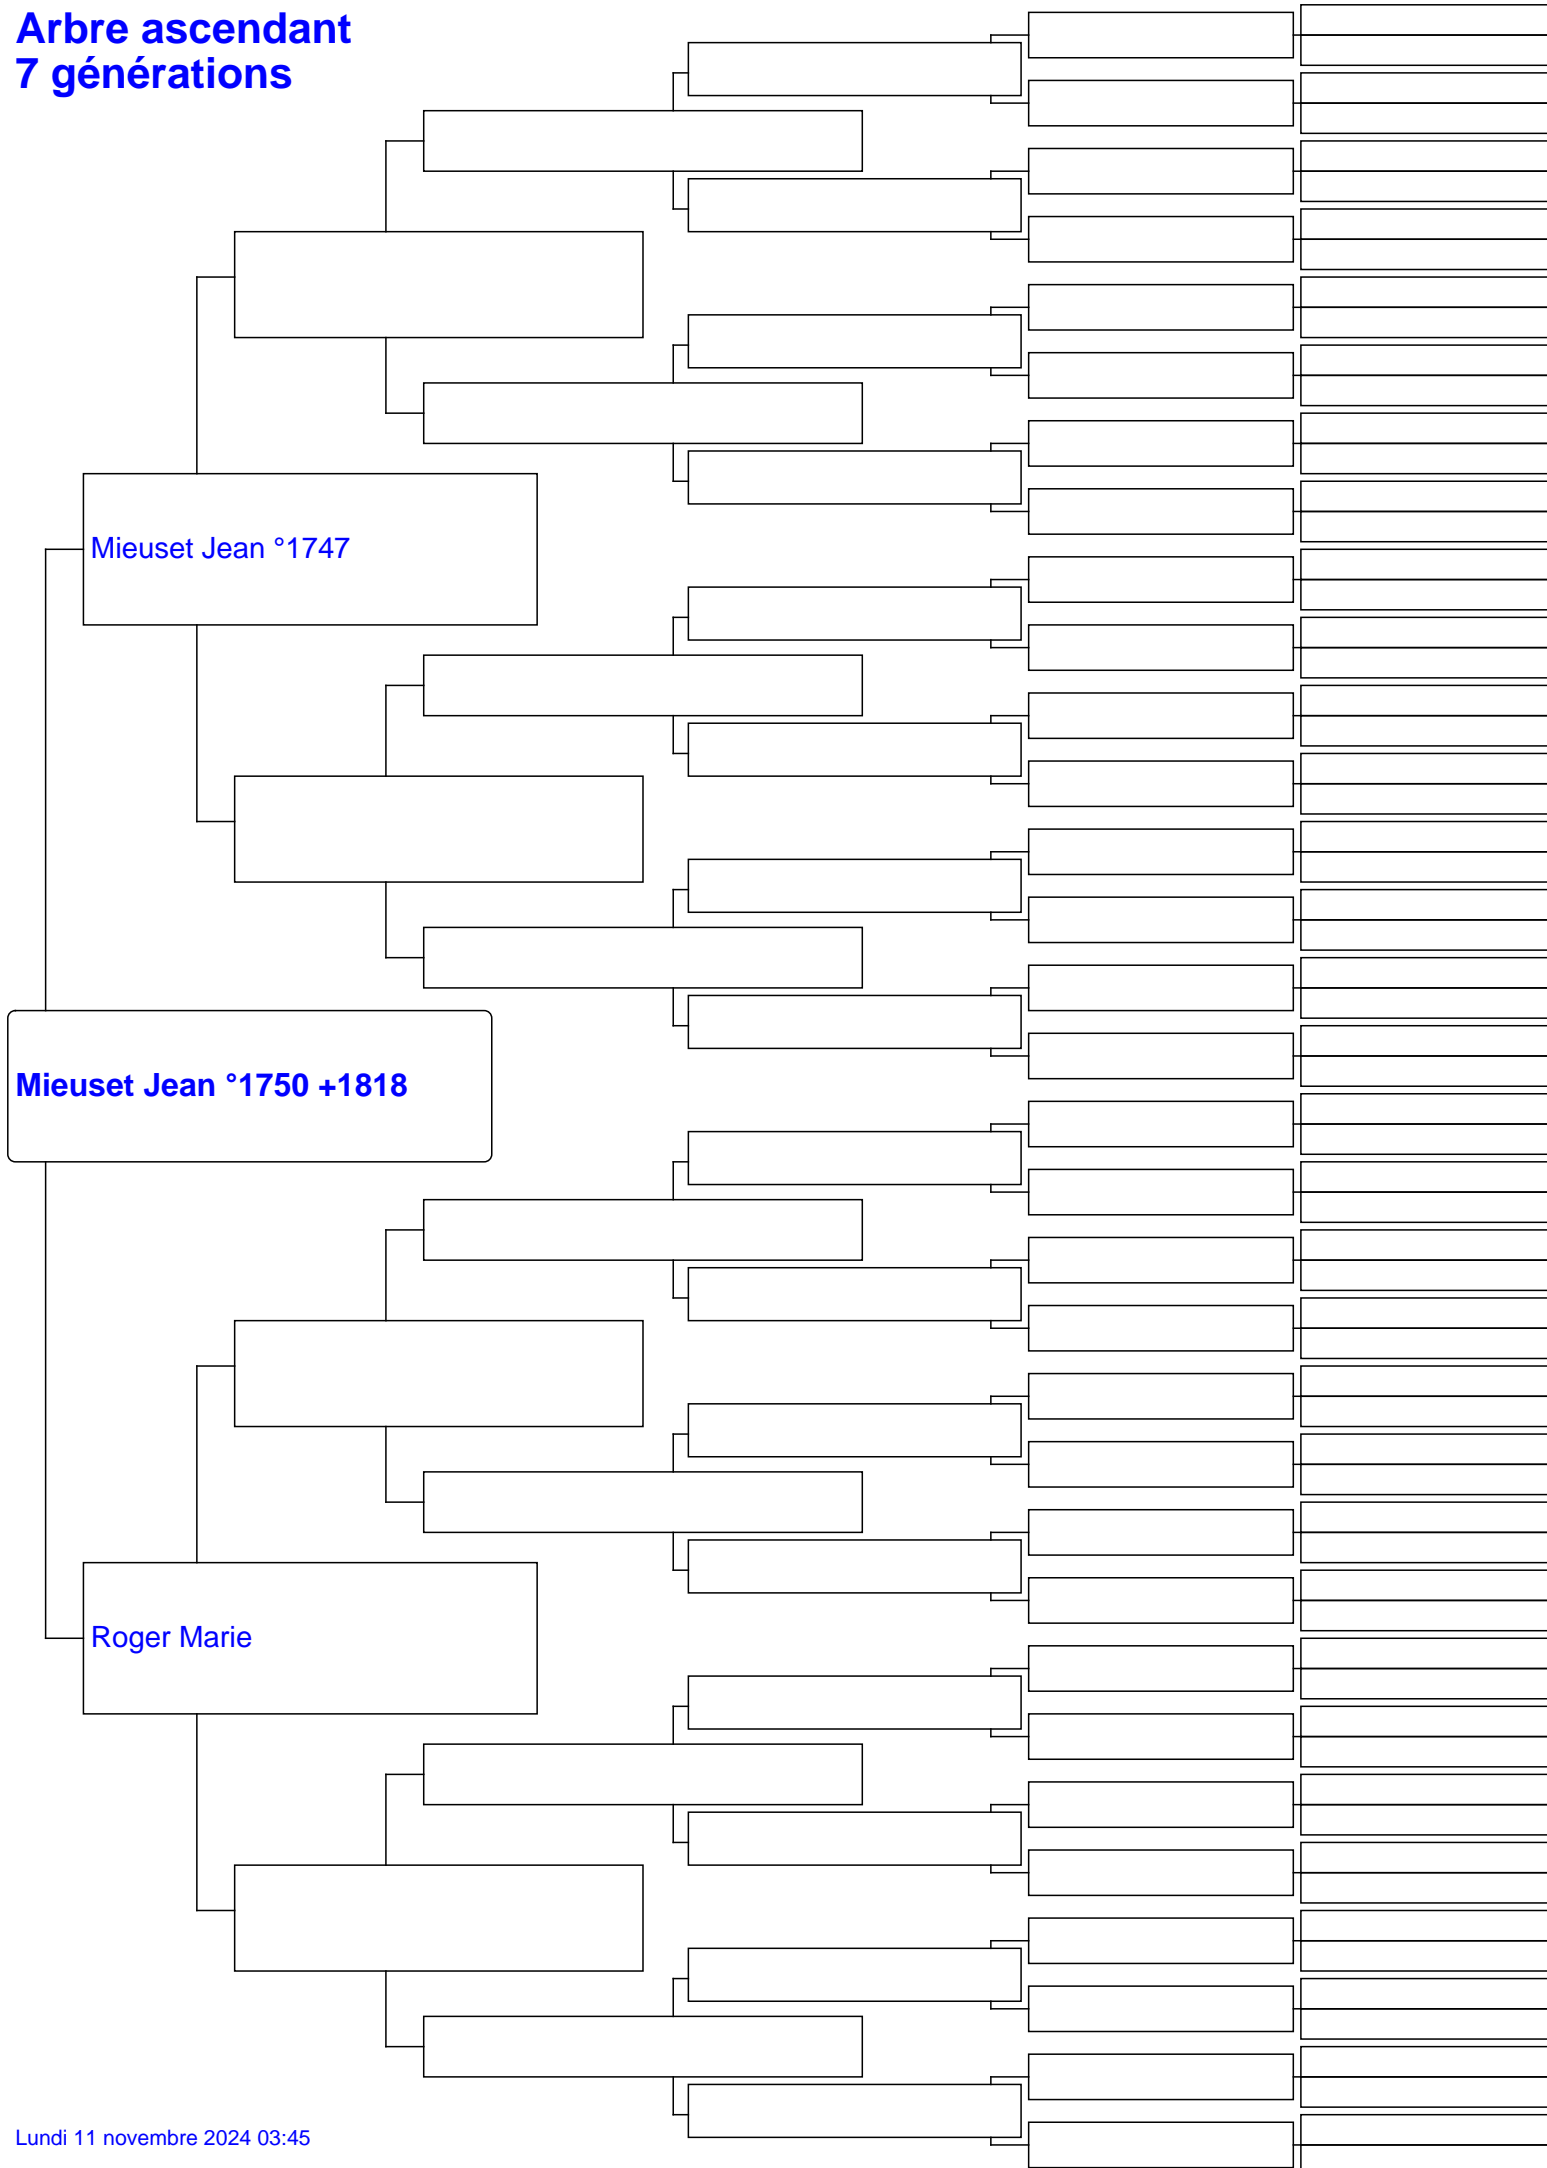 Arbre ascendant
7 générations
Mieuset Jean °1747
Mieuset Jean °1750 +1818
Roger Marie
Lundi 11 novembre 2024 03:45